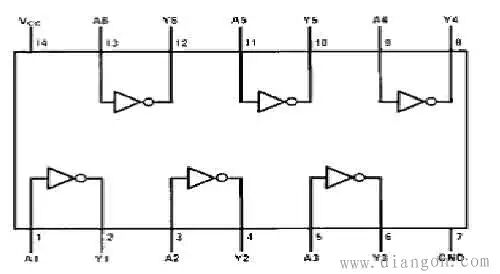 VCC A6 Y6 A5 Y5 A4 Y4
14 13 12 11 10 9 8
1 2 3 4 5 6 7
A1 Y1 A2 Y2 A3 Y3 GND
www.diangon.com